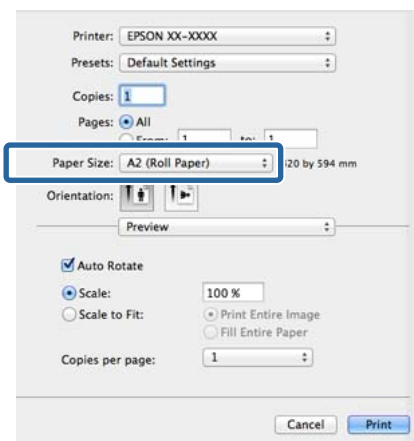 Printer: EPSON XX-XXXX
Presets: Default Settings
Copies: 1
Pages: All
From: 1 to: 1
Paper Size: A2 (Roll Paper) 20 by 594 mm
Orientation:
Preview
Auto Rotate
Scale: 100 %
Scale to Fit: Print Entire Image
Fill Entire Paper
Copies per page: 1
Cancel Print